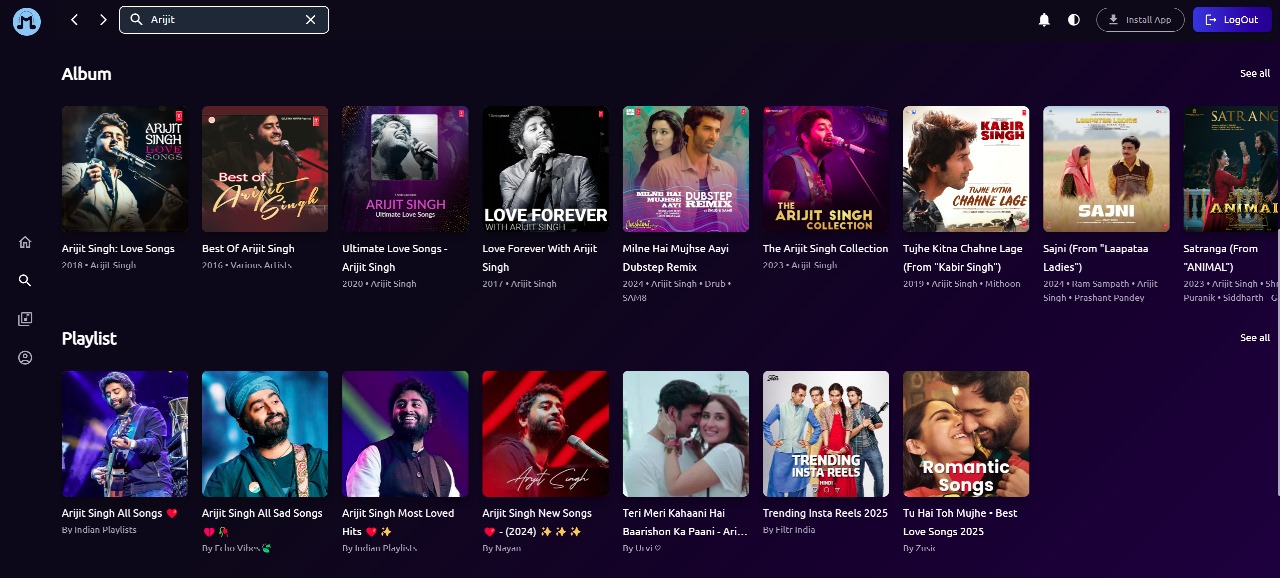 Arijit
Install App
LogOut
Album
See all
ARIJIT
SINGH
LOVE
SONGS
Best of
Arijit
Singh
ARIJIT SINGH
Ultimate Love Songs
LOVE FOREVER
WITH ARIJIT SINGH
MILNE HAI
MUJHSE
AAYI
DUBSTEP
REMIX
THE
ARIJIT SINGH
COLLECTION
KABIR
SINGH
TUJHE KITNA
CHAHNE LAGE
LAAPATAA LADIES
SAJNI
SATRANG
ANIMAL
Arijit Singh: Love Songs
2018 • Arijit Singh
Best Of Arijit Singh
2016 • Various Artists
Ultimate Love Songs -
Arijit Singh
2020 • Arijit Singh
Love Forever With Arijit
Singh
2017 • Arijit Singh
Milne Hai Mujhse Aayi
Dubstep Remix
2024 • Arijit Singh • Drub •
SAM8
The Arijit Singh Collection
2023 • Arijit Singh
Tujhe Kitna Chahne Lage
(From "Kabir Singh")
2019 • Arijit Singh • Mithoon
Sajni (From "Laapataa
Ladies")
2024 • Ram Sampath • Arijit
Singh • Prashant Pandey
Satranga (From
"ANIMAL")
2023 • Arijit Singh • Shr
Puranik • Siddharth - G
Playlist
See all
Arijit Singh
TRENDING
INSTA REELS
HINDI
Romantic
Songs
Arijit Singh All Songs ❤️
By Indian Playlists
Arijit Singh All Sad Songs
💔 🥀
By Echo Vibes
Arijit Singh Most Loved
Hits ❤️ ✨
By Indian Playlists
Arijit Singh New Songs
❤️ - (2024) ✨ ✨ ✨
By Nayan
Teri Meri Kahaani Hai
Baarishon Ka Paani - Ari...
By Urvi ♡
Trending Insta Reels 2025
By Filtr India
Tu Hai Toh Mujhe • Best
Love Songs 2025
By Zusic